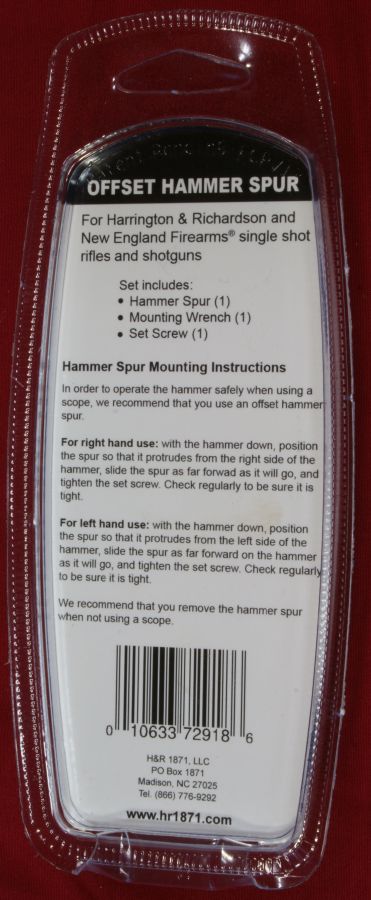 OFFSET HAMMER SPUR
For Harrington & Richardson and
New England Firearms® single shot
rifles and shotguns
Set includes:
• Hammer Spur (1)
• Mounting Wrench (1)
• Set Screw (1)
Hammer Spur Mounting Instructions
In order to operate the hammer safely when using a
scope, we recommend that you use an offset hammer
spur.
For right hand use: with the hammer down, position
the spur so that it protrudes from the right side of the
hammer, slide the spur as far forwad as it will go, and
tighten the set screw. Check regularly to be sure it is
tight.
For left hand use: with the hammer down, position
the spur so that it protrudes from the left side of the
hammer, slide the spur as far forward on the hammer
as it will go, and tighten the set screw. Check regularly
to be sure it is tight.
We recommend that you remove the hammer spur
when not using a scope.
0 10633 72918 6
H&R 1871, LLC
PO Box 1871
Madison, NC 27025
Tel. (866) 776-9292
www.hr1871.com